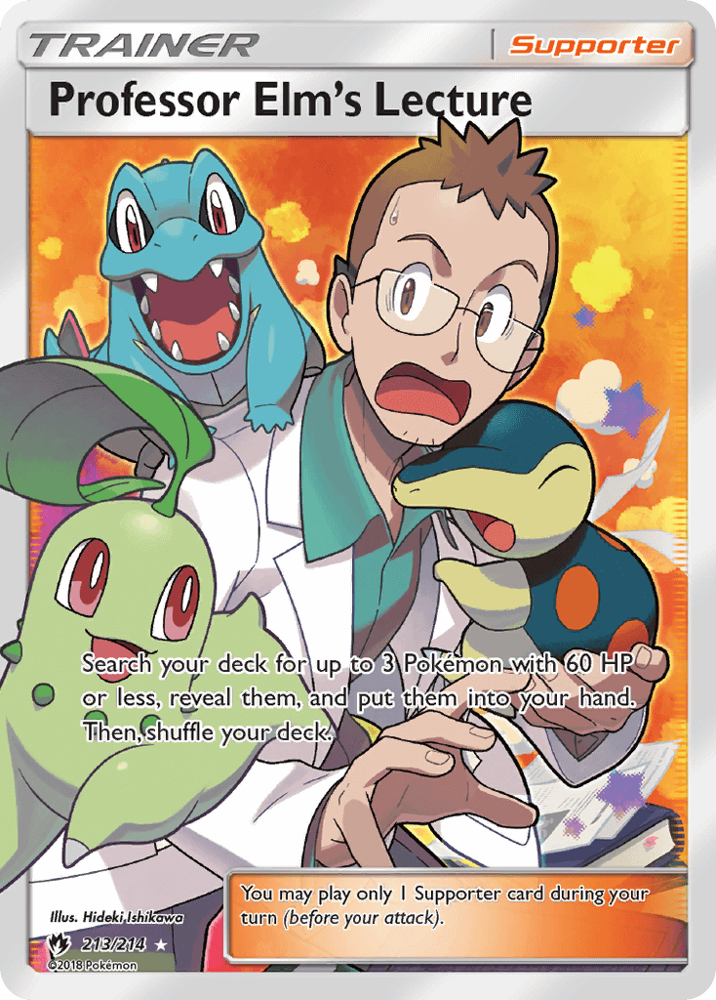 TRAINER
Supporter
Professor Elm's Lecture
Search your deck for up to 3 Pokémon with 60 HP
or less, reveal them, and put them into your hand.
Then, shuffle your deck.
You may play only 1 Supporter card during your
turn (before your attack).
Illus. Hideki Ishikawa
213/214 ★
©2018 Pokémon